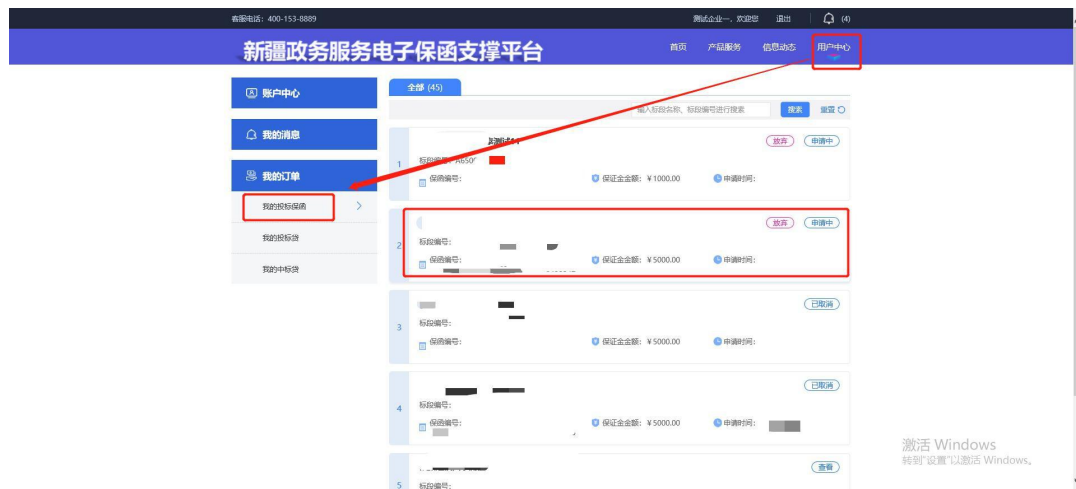 客服电话：400-153-8889 测试企业一，欢迎您 退出 (4)
新疆政务服务电子保函支撑平台 首页 产品服务 信息动态 用户中心
账户中心
我的消息
我的订单
我的投标保函
我的投标贷
我的中标贷
全部 (45)
输入标段名称、标段编号进行搜索 搜索 重置
放弃 申请中
1
标段编号：A650
保函编号： 保证金金额：￥1000.00 申请时间：
放弃 申请中
2
标段编号：
保函编号： 保证金金额：￥5000.00 申请时间：
已取消
3
标段编号：
保函编号： 保证金金额：￥5000.00 申请时间：
已取消
4
标段编号：
保函编号： 保证金金额：￥5000.00 申请时间：
查看
5
标段编号：
激活 Windows
转到"设置"以激活 Windows。